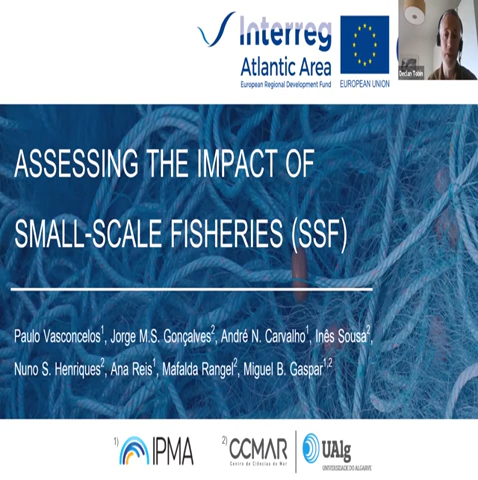 Interreg
Atlantic Area
European Regional Development Fund
EUROPEAN UNION
Declan Tobin
ASSESSING THE IMPACT OF
SMALL-SCALE FISHERIES (SSF)
Paulo Vasconcelos¹, Jorge M.S. Gonçalves², André N. Carvalho¹, Inês Sousa²,
Nuno S. Henriques², Ana Reis¹, Mafalda Rangel², Miguel B. Gaspar¹,²
1) IPMA
2) CCMAR
Centro de Ciências do Mar
UAlg
UNIVERSIDADE DO ALGARVE